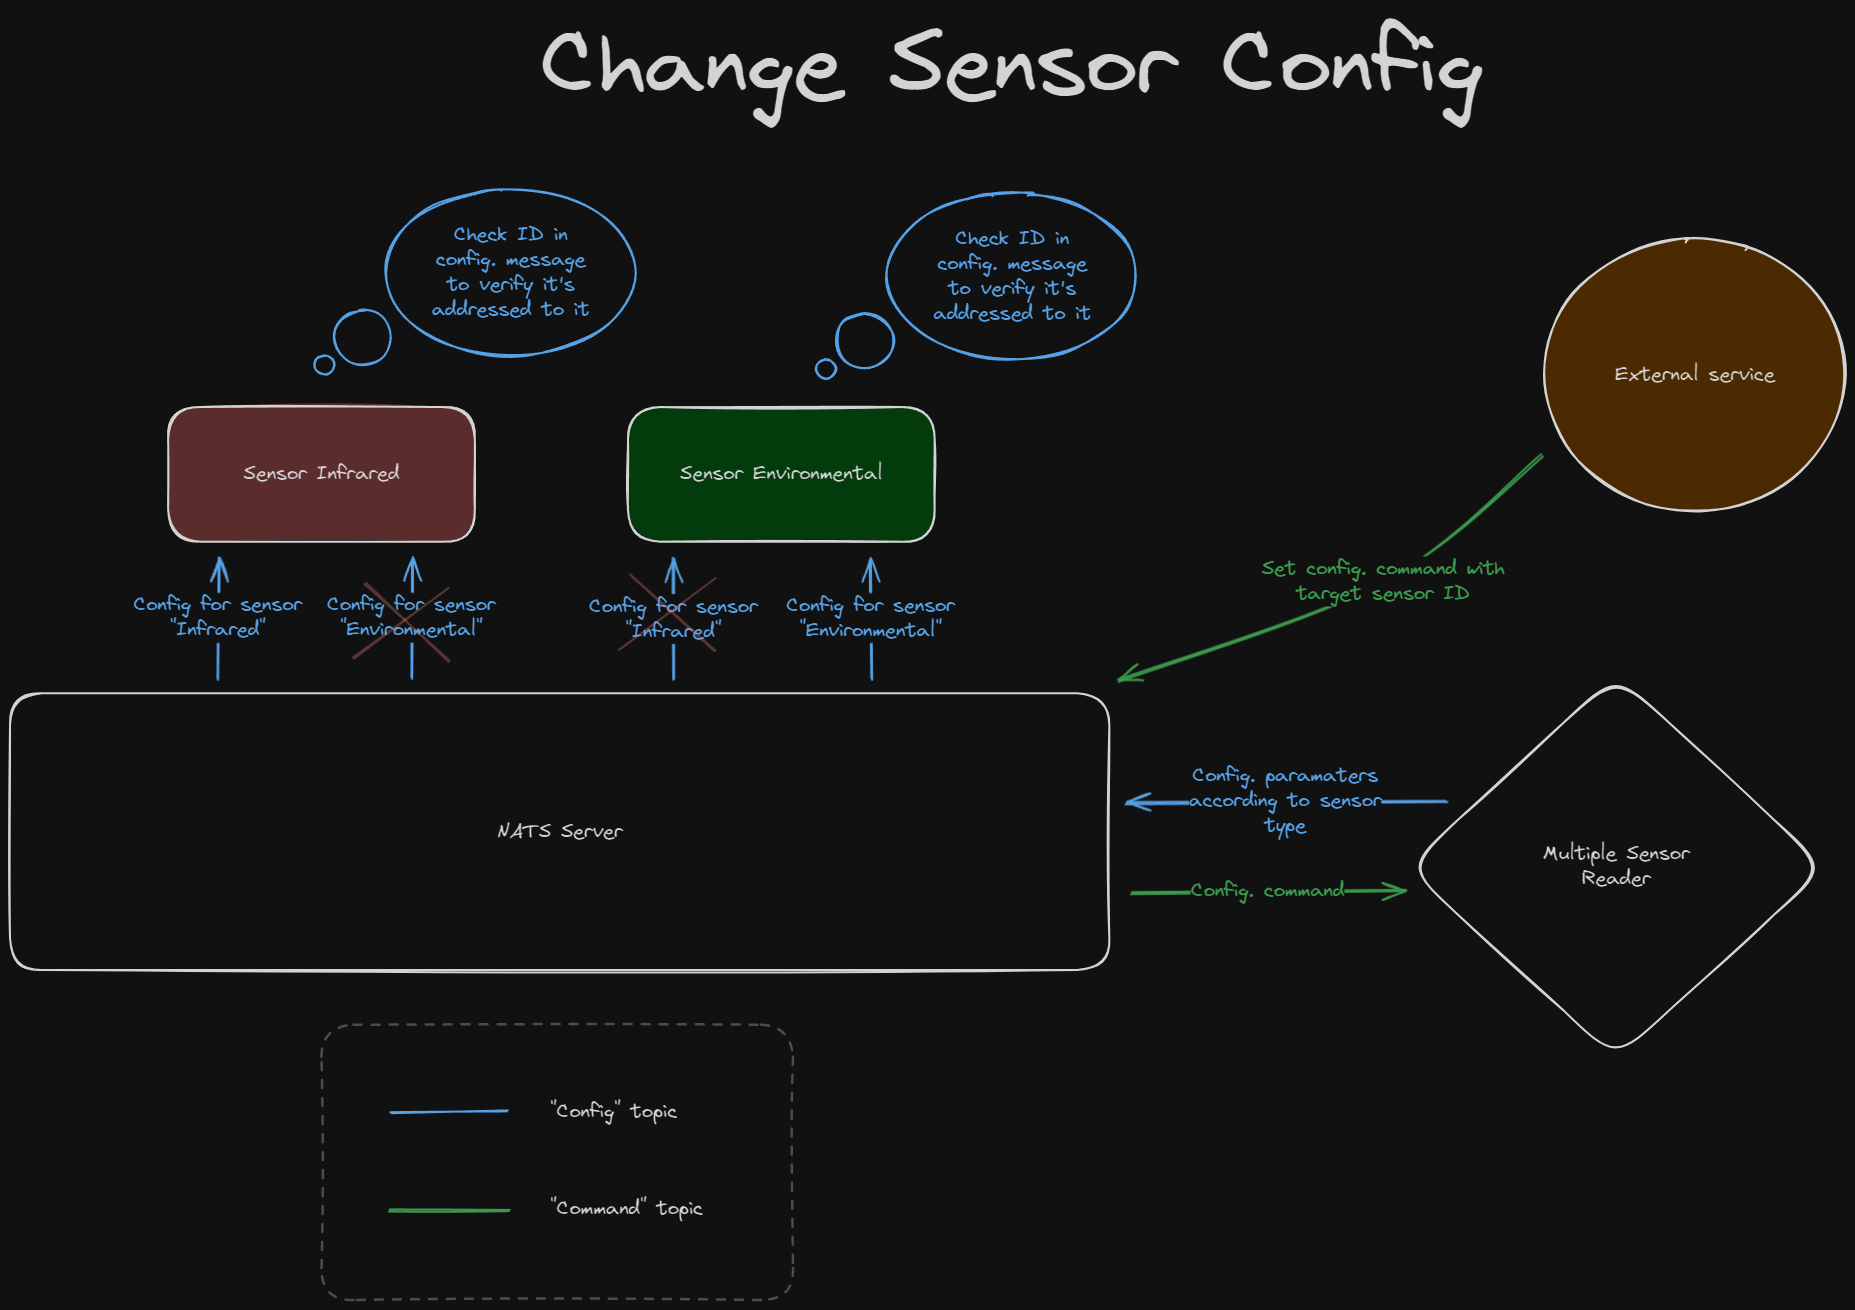 Change Sensor Config
Check ID in
config. message
to verify it's
addressed to it
Check ID in
config. message
to verify it's
addressed to it
External service
Sensor Infrared
Sensor Environmental
Set config. command with
target sensor ID
Config for sensor
"Infrared"
Config for sensor
"Environmental"
Config for sensor
"Infrared"
Config for sensor
"Environmental"
Config. paramaters
according to sensor
type
NATS Server
Multiple Sensor
Reader
Config. command
"Config" topic
"Command" topic